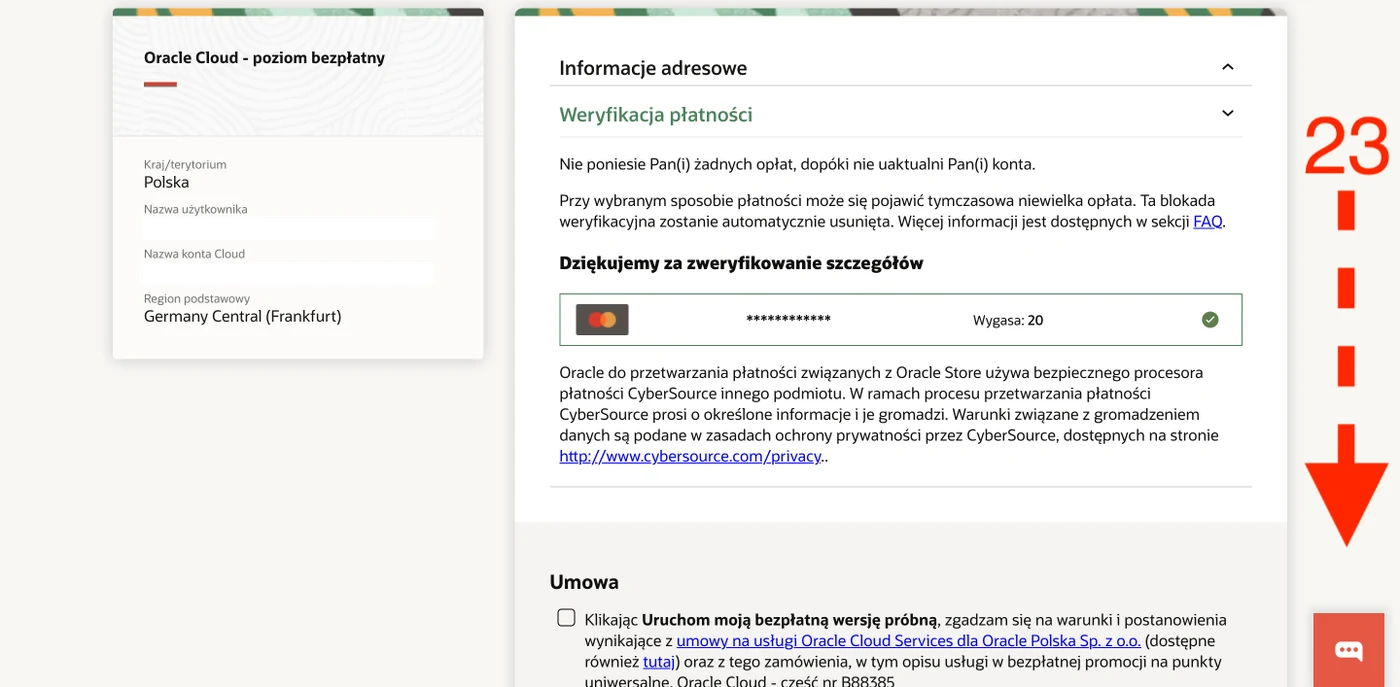 Oracle Cloud - poziom bezpłatny
Kraj/terytorium
Polska
Nazwa użytkownika
Nazwa konta Cloud
Region podstawowy
Germany Central (Frankfurt)
Informacje adresowe
Weryfikacja płatności
Nie poniesie Pan(i) żadnych opłat, dopóki nie uaktualni Pan(i) konta.
Przy wybranym sposobie płatności może się pojawić tymczasowa niewielka opłata. Ta blokada
weryfikacyjna zostanie automatycznie usunięta. Więcej informacji jest dostępnych w sekcji FAQ.
Dziękujemy za zweryfikowanie szczegółów
************ Wygasa: 20
Oracle do przetwarzania płatności związanych z Oracle Store używa bezpiecznego procesora
płatności CyberSource innego podmiotu. W ramach procesu przetwarzania płatności
CyberSource prosi o określone informacje i je gromadzi. Warunki związane z gromadzeniem
danych są podane w zasadach ochrony prywatności przez CyberSource, dostępnych na stronie
http://www.cybersource.com/privacy..
Umowa
Klikając Uruchom moją bezpłatną wersję próbną, zgadzam się na warunki i postanowienia
wynikające z umowy na usługi Oracle Cloud Services dla Oracle Polska Sp. z o.o. (dostępne
również tutaj) oraz z tego zamówienia, w tym opisu usługi w bezpłatnej promocji na punkty
uniwersalne, Oracle Cloud - część nr B88385
23